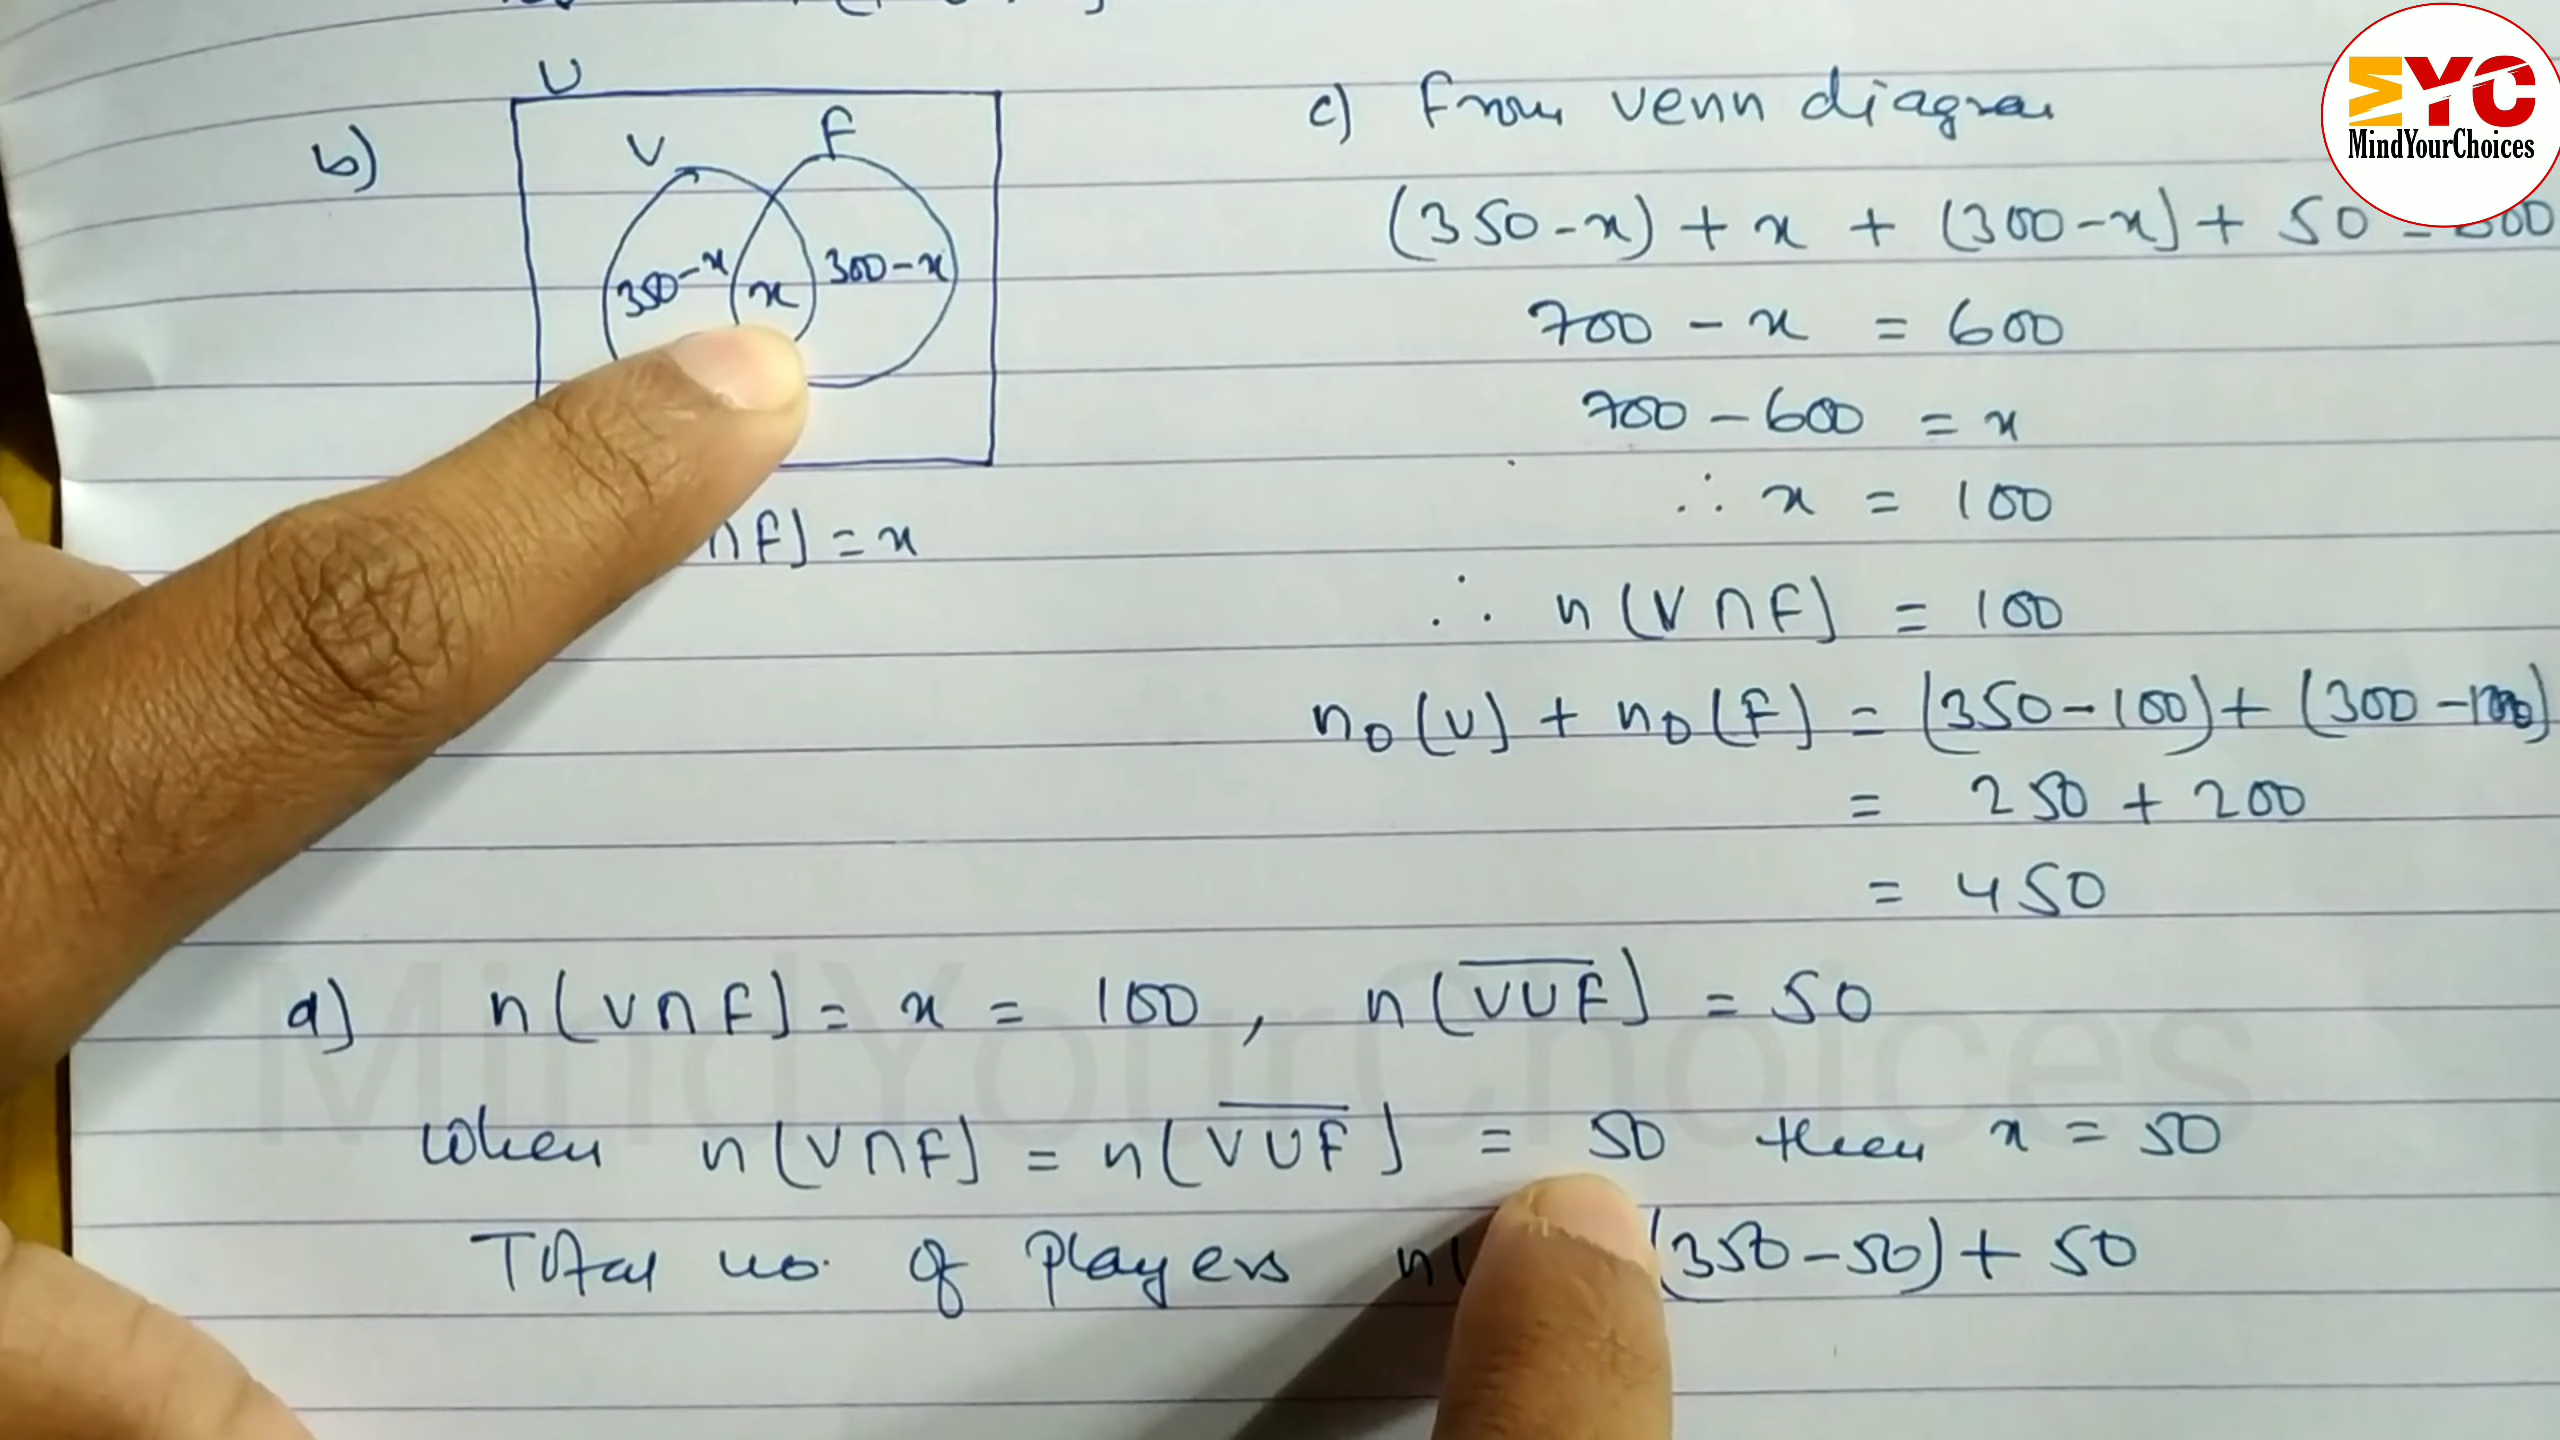 b)
U
V F
350-x x 300-x
∩F) = x
c) From venn diagram
(350-x) + x + (300-x) + 50 = 600
700 - x = 600
700 - 600 = x
∴ x = 100
∴ n(V∩F) = 100
n₀(V) + n₀(F) = (350-100) + (300-100)
= 250 + 200
= 450
d) n(V∩F) = x = 100, n(V̅U̅F̅) = 50
When n(V∩F) = n(V̅U̅F̅) = 50 then x = 50
Total no. of players n( (350-50) + 50
MYC
MindYourChoices
MindYourChoices